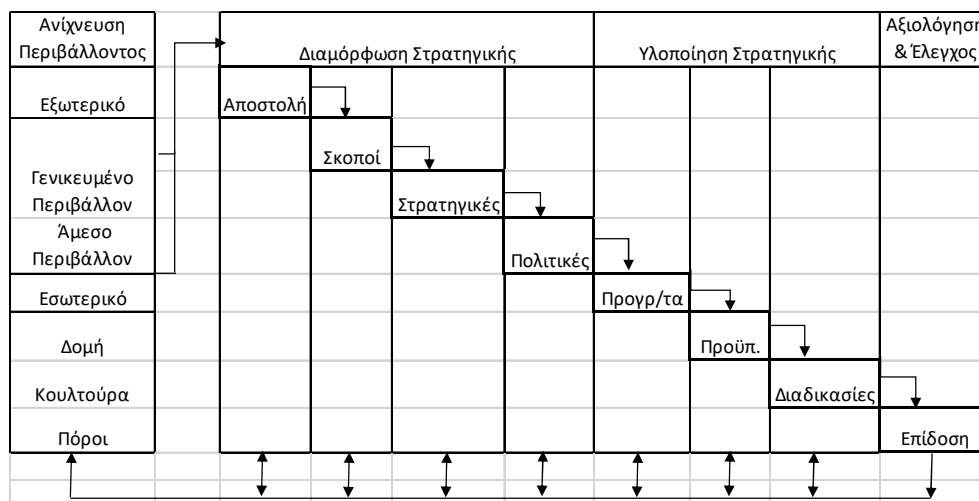 Ανίχνευση
Περιβάλλοντος
Διαμόρφωση Στρατηγικής
Υλοποίηση Στρατηγικής
Αξιολόγηση
& Έλεγχος
Εξωτερικό
Αποστολή
Σκοποί
Γενικευμένο
Περιβάλλον
Στρατηγικές
Άμεσο
Περιβάλλον
Πολιτικές
Εσωτερικό
Προγρ/τα
Δομή
Προϋπ.
Κουλτούρα
Διαδικασίες
Πόροι
Επίδοση